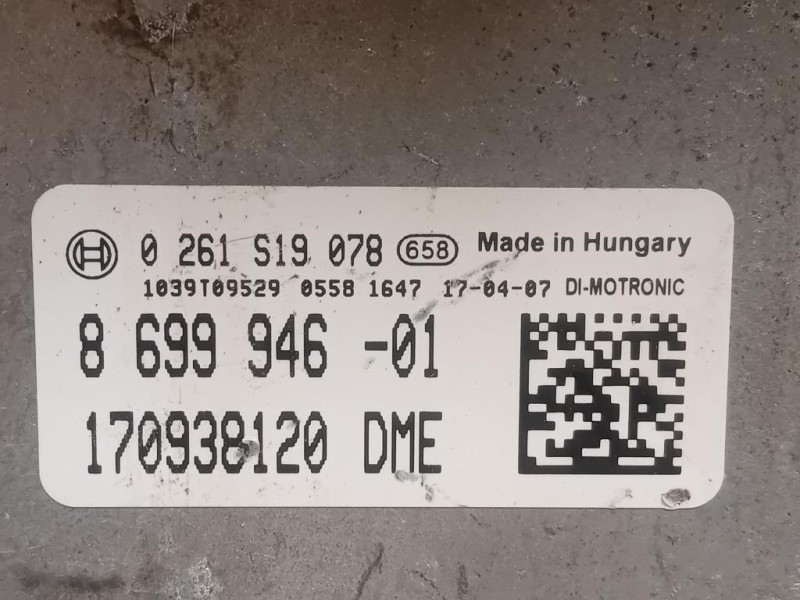 0 261 S19 078 658 Made in Hungary
1039T09529 0558 1647 17-04-07 DI-MOTRONIC
8 699 946 -01
170938120 DME